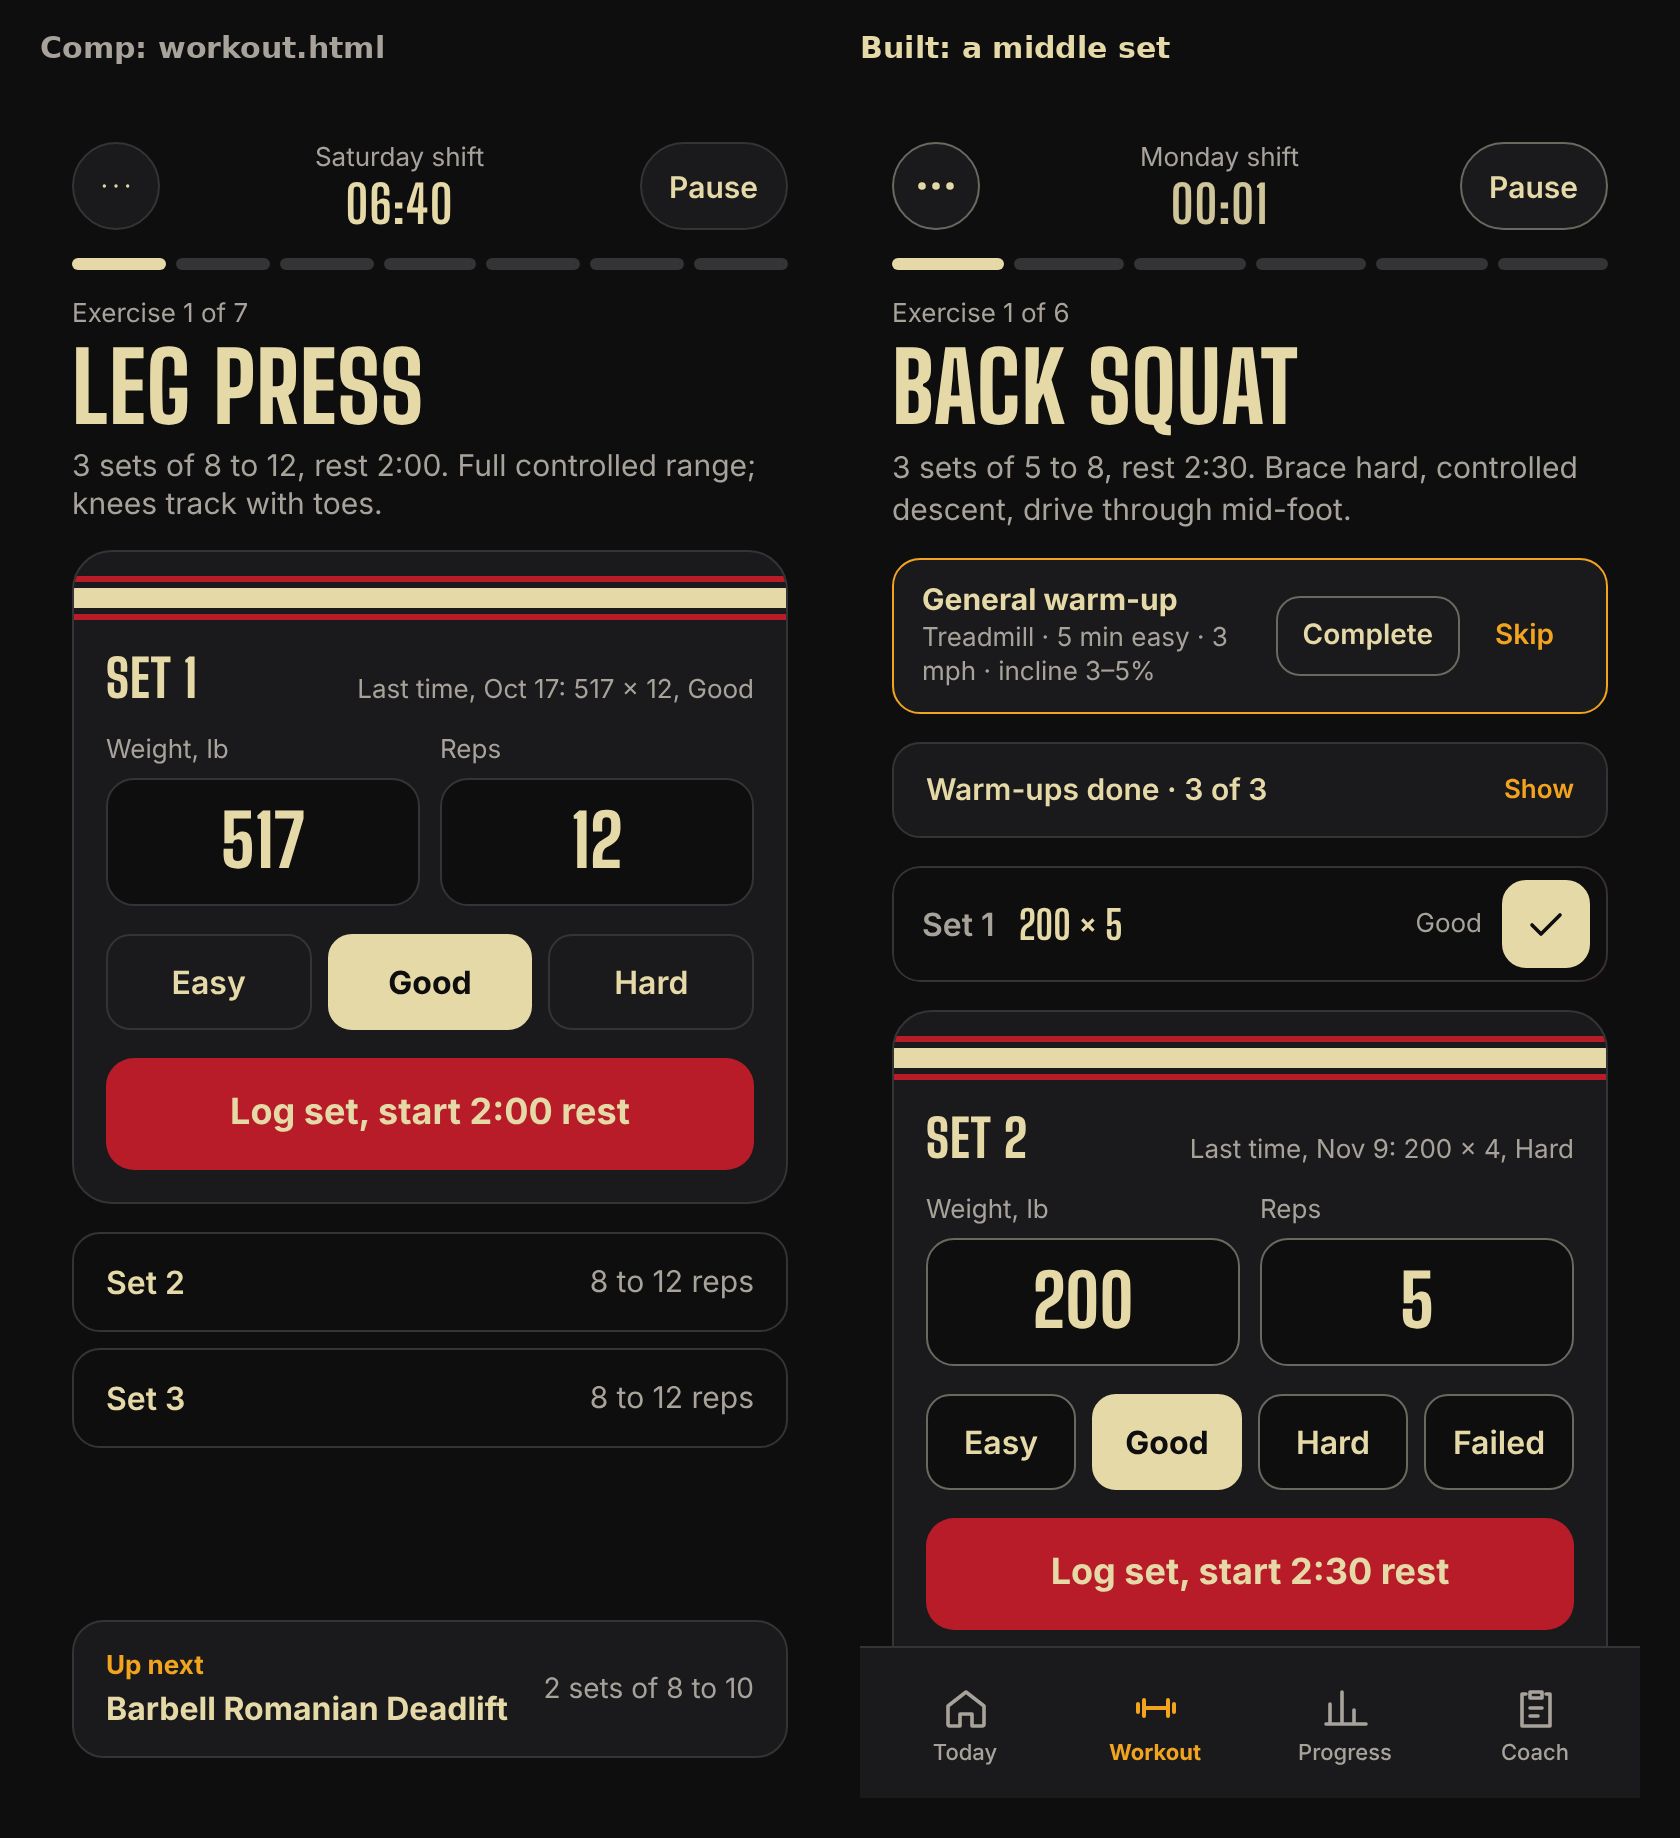 Comp: workout.html
Saturday shift
06:40
Pause
Exercise 1 of 7
LEG PRESS
3 sets of 8 to 12, rest 2:00. Full controlled range;
knees track with toes.
SET 1
Last time, Oct 17: 517 × 12, Good
Weight, lb
Reps
517
12
Easy
Good
Hard
Log set, start 2:00 rest
Set 2
8 to 12 reps
Set 3
8 to 12 reps
Up next
Barbell Romanian Deadlift
2 sets of 8 to 10
Built: a middle set
Monday shift
00:01
Pause
Exercise 1 of 6
BACK SQUAT
3 sets of 5 to 8, rest 2:30. Brace hard, controlled
descent, drive through mid-foot.
General warm-up
Treadmill · 5 min easy · 3
mph · incline 3–5%
Complete
Skip
Warm-ups done · 3 of 3
Show
Set 1
200 × 5
Good
SET 2
Last time, Nov 9: 200 × 4, Hard
Weight, lb
Reps
200
5
Easy
Good
Hard
Failed
Log set, start 2:30 rest
Today
Workout
Progress
Coach